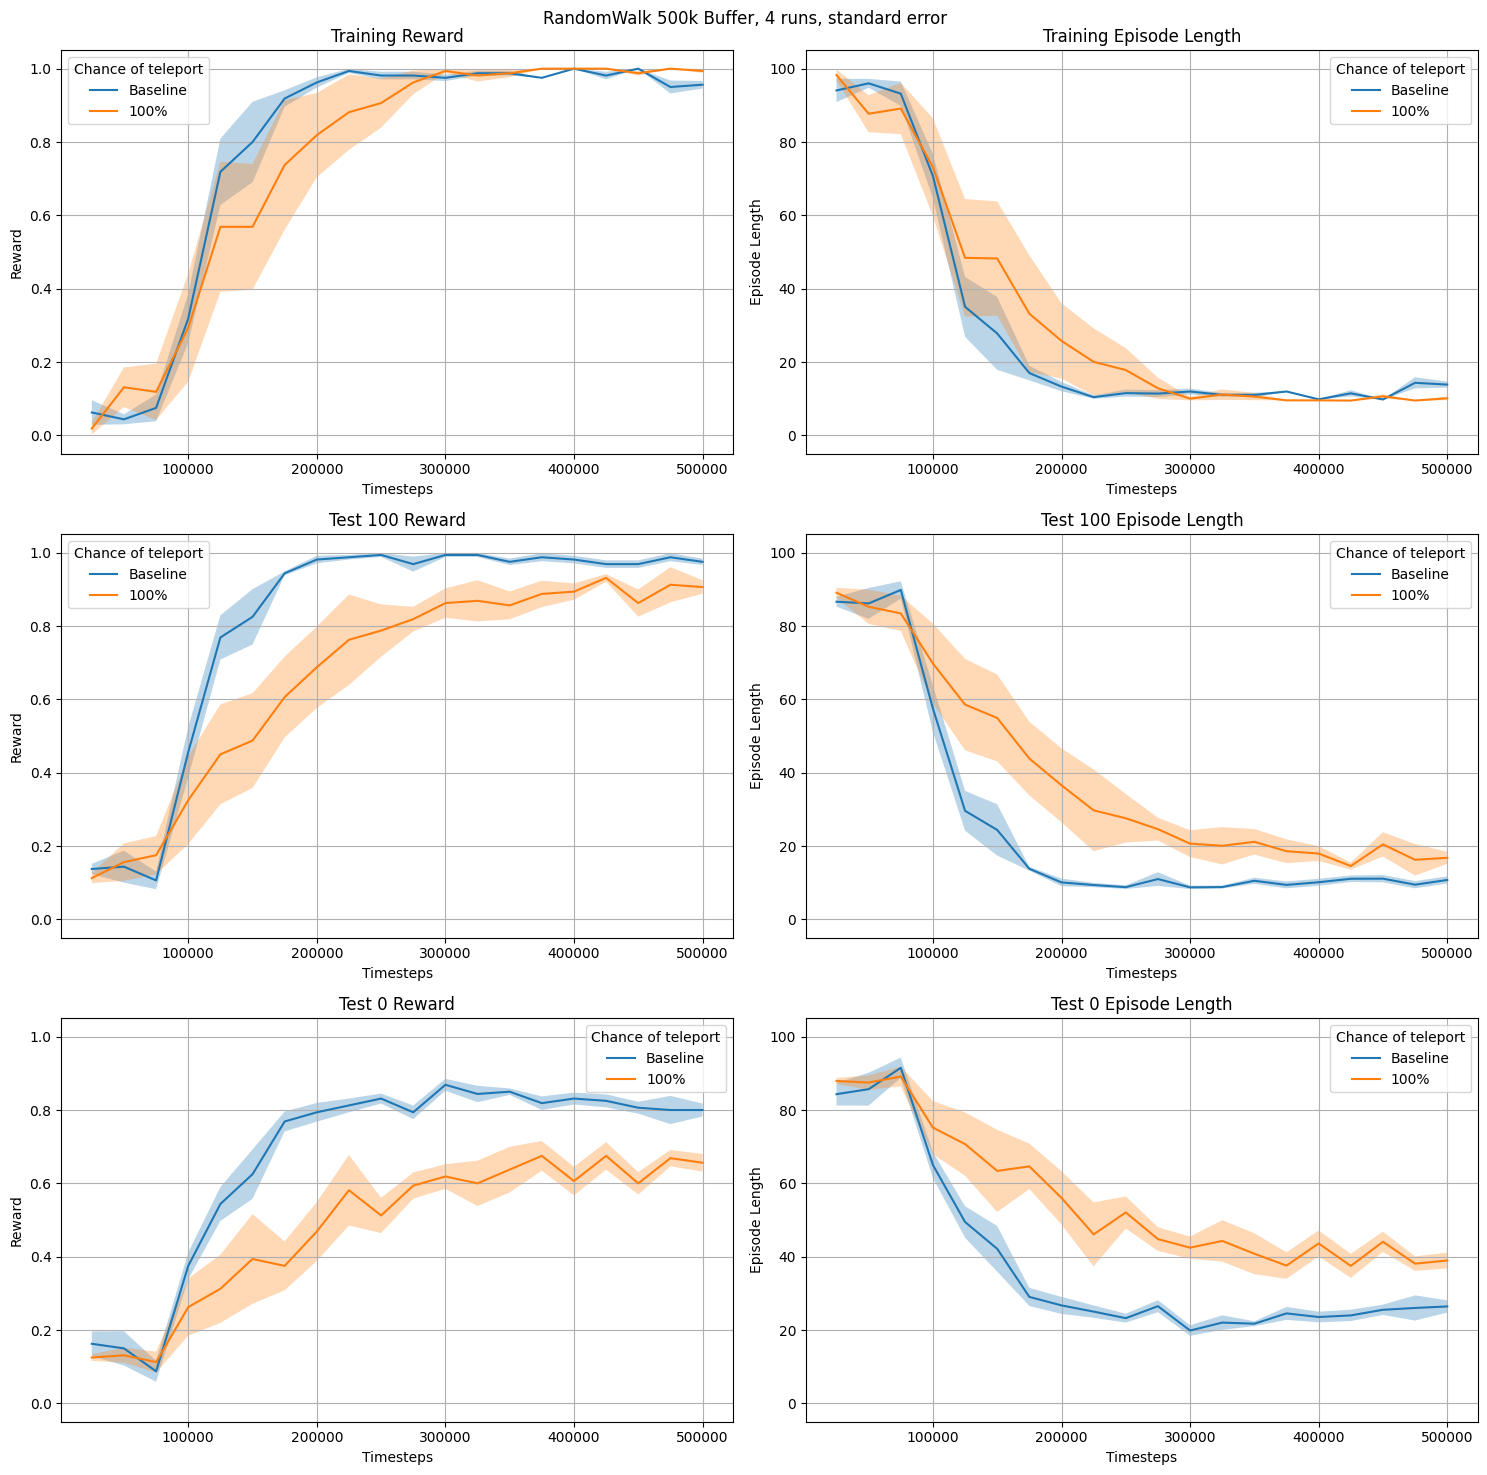 RandomWalk 500k Buffer, 4 runs, standard error
Training Reward
Chance of teleport
Baseline
100%
Reward
1.0
0.8
0.6
0.4
0.2
0.0
100000 200000 300000 400000 500000
Timesteps
Training Episode Length
Chance of teleport
Baseline
100%
Episode Length
100
80
60
40
20
0
100000 200000 300000 400000 500000
Timesteps
Test 100 Reward
Chance of teleport
Baseline
100%
Reward
1.0
0.8
0.6
0.4
0.2
0.0
100000 200000 300000 400000 500000
Timesteps
Test 100 Episode Length
Chance of teleport
Baseline
100%
Episode Length
100
80
60
40
20
0
100000 200000 300000 400000 500000
Timesteps
Test 0 Reward
Chance of teleport
Baseline
100%
Reward
1.0
0.8
0.6
0.4
0.2
0.0
100000 200000 300000 400000 500000
Timesteps
Test 0 Episode Length
Chance of teleport
Baseline
100%
Episode Length
100
80
60
40
20
0
100000 200000 300000 400000 500000
Timesteps